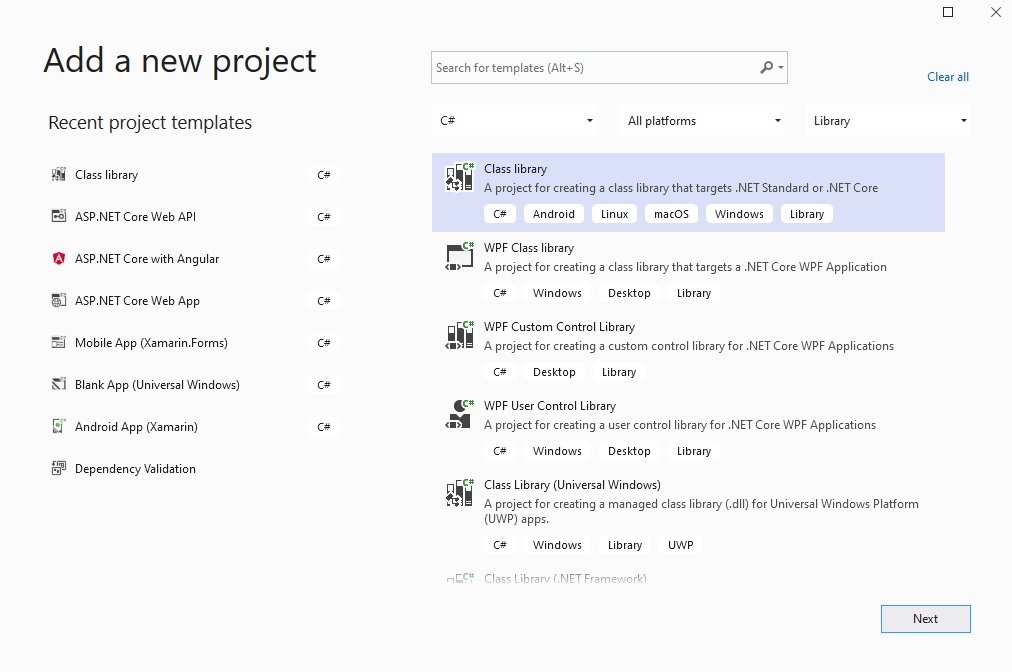 Add a new project
Search for templates (Alt+S)
Clear all
Recent project templates
C#
All platforms
Library
Class library
C#
ASP.NET Core Web API
C#
ASP.NET Core with Angular
C#
ASP.NET Core Web App
C#
Mobile App (Xamarin.Forms)
C#
Blank App (Universal Windows)
C#
Android App (Xamarin)
C#
Dependency Validation
Class library
A project for creating a class library that targets .NET Standard or .NET Core
C# Android Linux macOS Windows Library
WPF Class library
A project for creating a class library that targets a .NET Core WPF Application
C# Windows Desktop Library
WPF Custom Control Library
A project for creating a custom control library for .NET Core WPF Applications
C# Desktop Library
WPF User Control Library
A project for creating a user control library for .NET Core WPF Applications
C# Windows Desktop Library
Class Library (Universal Windows)
A project for creating a managed class library (.dll) for Universal Windows Platform
(UWP) apps.
C# Windows Library UWP
Class Library (.NET Framework)
Next